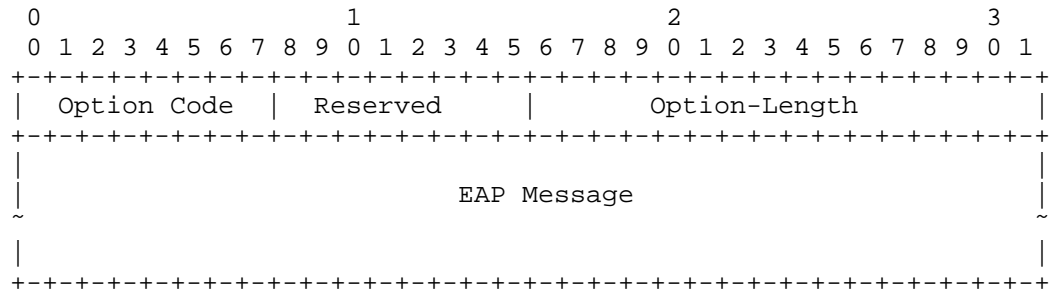 0                   1                   2                   3
 0 1 2 3 4 5 6 7 8 9 0 1 2 3 4 5 6 7 8 9 0 1 2 3 4 5 6 7 8 9 0 1
+-+-+-+-+-+-+-+-+-+-+-+-+-+-+-+-+-+-+-+-+-+-+-+-+-+-+-+-+-+-+-+-+
|  Option Code  |  Reserved     |       Option-Length           |
+-+-+-+-+-+-+-+-+-+-+-+-+-+-+-+-+-+-+-+-+-+-+-+-+-+-+-+-+-+-+-+-+
|                                                               |
|                           EAP Message                         |
~                                                               ~
|                                                               |
+-+-+-+-+-+-+-+-+-+-+-+-+-+-+-+-+-+-+-+-+-+-+-+-+-+-+-+-+-+-+-+-+